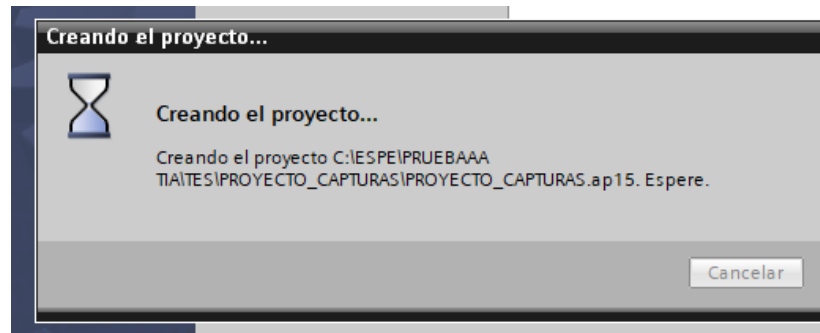 Creando el proyecto...
Creando el proyecto...
Creando el proyecto C:\ESPE\PRUEBAAA
TIA\TES\PROYECTO_CAPTURAS\PROYECTO_CAPTURAS.ap15. Espere.
Cancelar